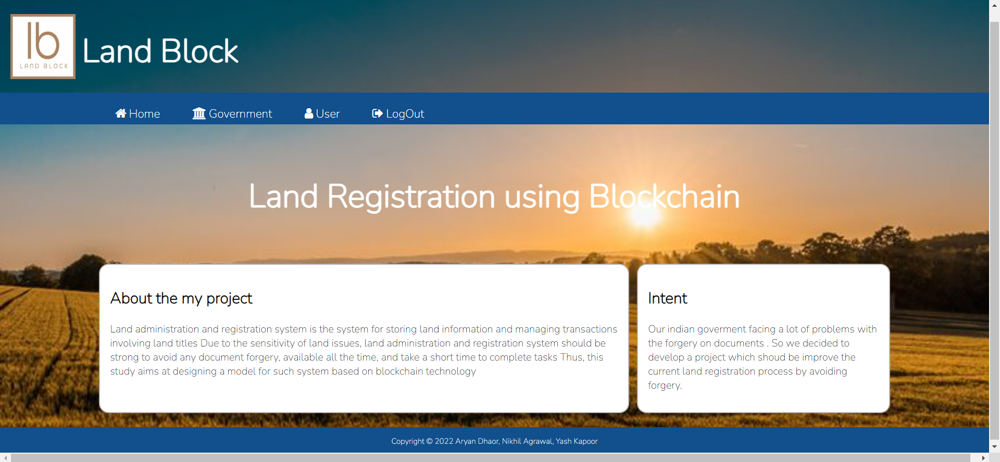 lb
LAND BLOCK
Land Block
Home Government User LogOut
Land Registration using Blockchain
About the my project
Land administration and registration system is the system for storing land information and managing transactions
involving land titles Due to the sensitivity of land issues, land administration and registration system should be
strong to avoid any document forgery, available all the time, and take a short time to complete tasks Thus, this
study aims at designing a model for such system based on blockchain technology
Intent
Our indian goverment facing a lot of problems with
the forgery on documents . So we decided to
develop a project which shoud be improve the
current land registration process by avoiding
forgery.
Copyright © 2022 Aryan Dhaor, Nikhil Agrawal, Yash Kapoor